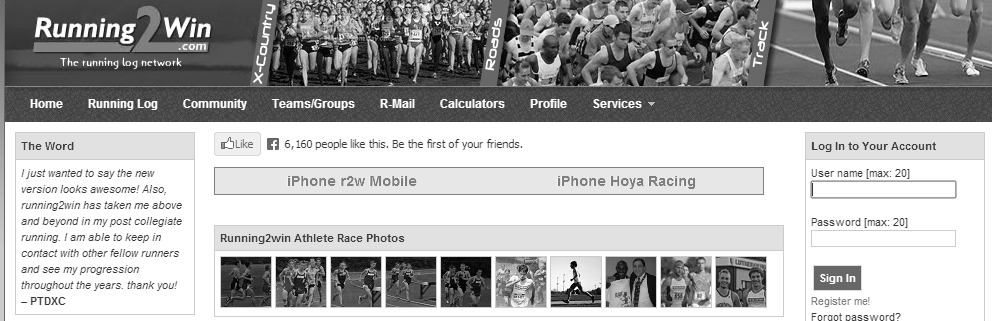 Running2Win
.com
The running log network
X-Country
Roads
Track
Home Running Log Community Teams/Groups R-Mail Calculators Profile Services
The Word
I just wanted to say the new
version looks awesome! Also,
running2win has taken me above
and beyond in my post collegiate
running. I am able to keep in
contact with other fellow runners
and see my progression
throughout the years. thank you!
– PTDXC
Like 6,160 people like this. Be the first of your friends.
iPhone r2w Mobile iPhone Hoya Racing
Running2win Athlete Race Photos
Log In to Your Account
User name [max: 20]
Password [max: 20]
Sign In
Register me!
Forgot password?